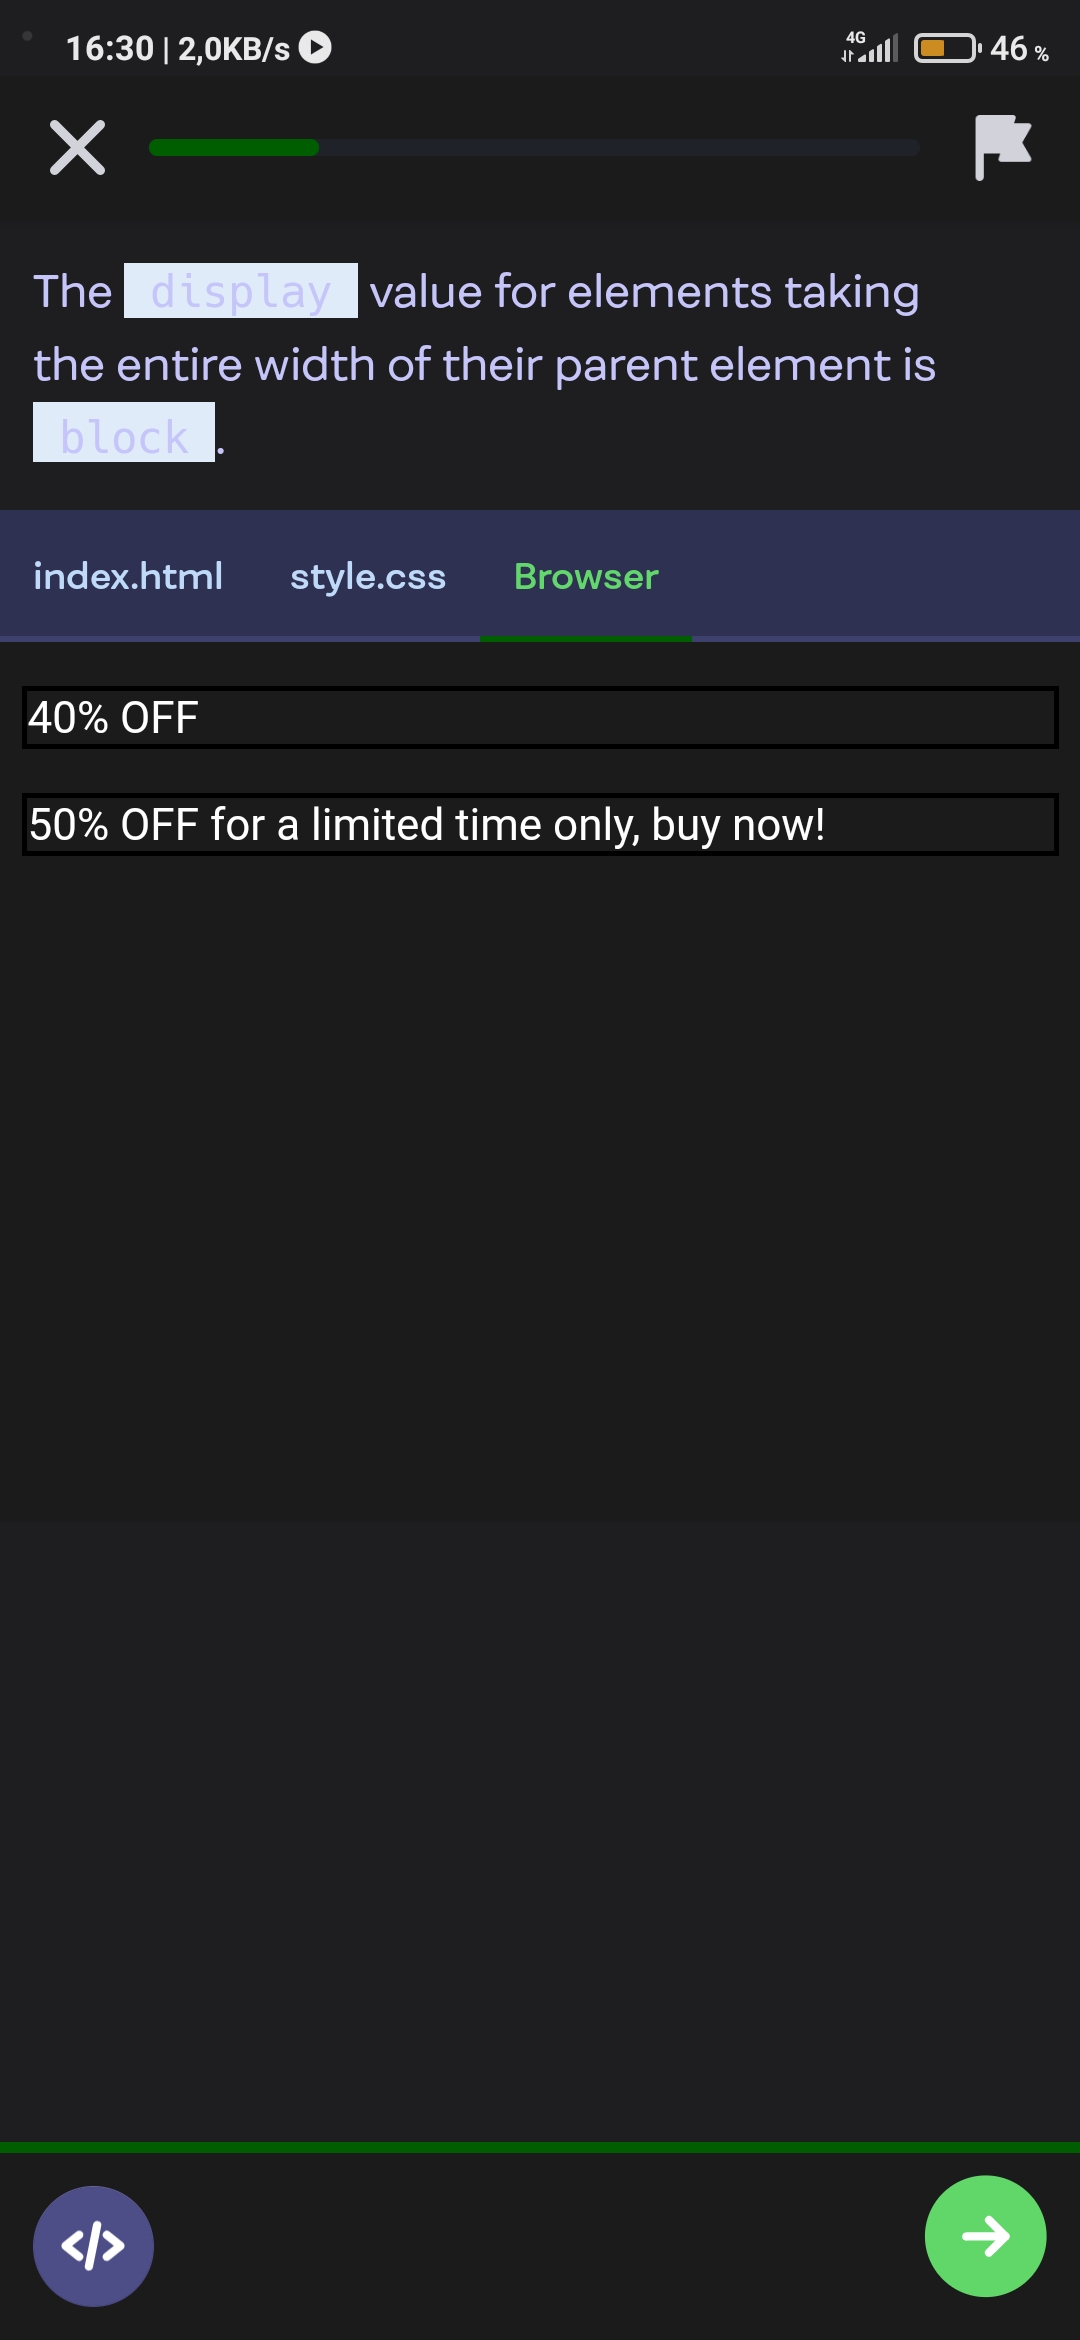 16:30 | 2,0KB/s
4G
46 %
The display value for elements taking
the entire width of their parent element is
block .
index.html style.css Browser
40% OFF
50% OFF for a limited time only, buy now!
</>